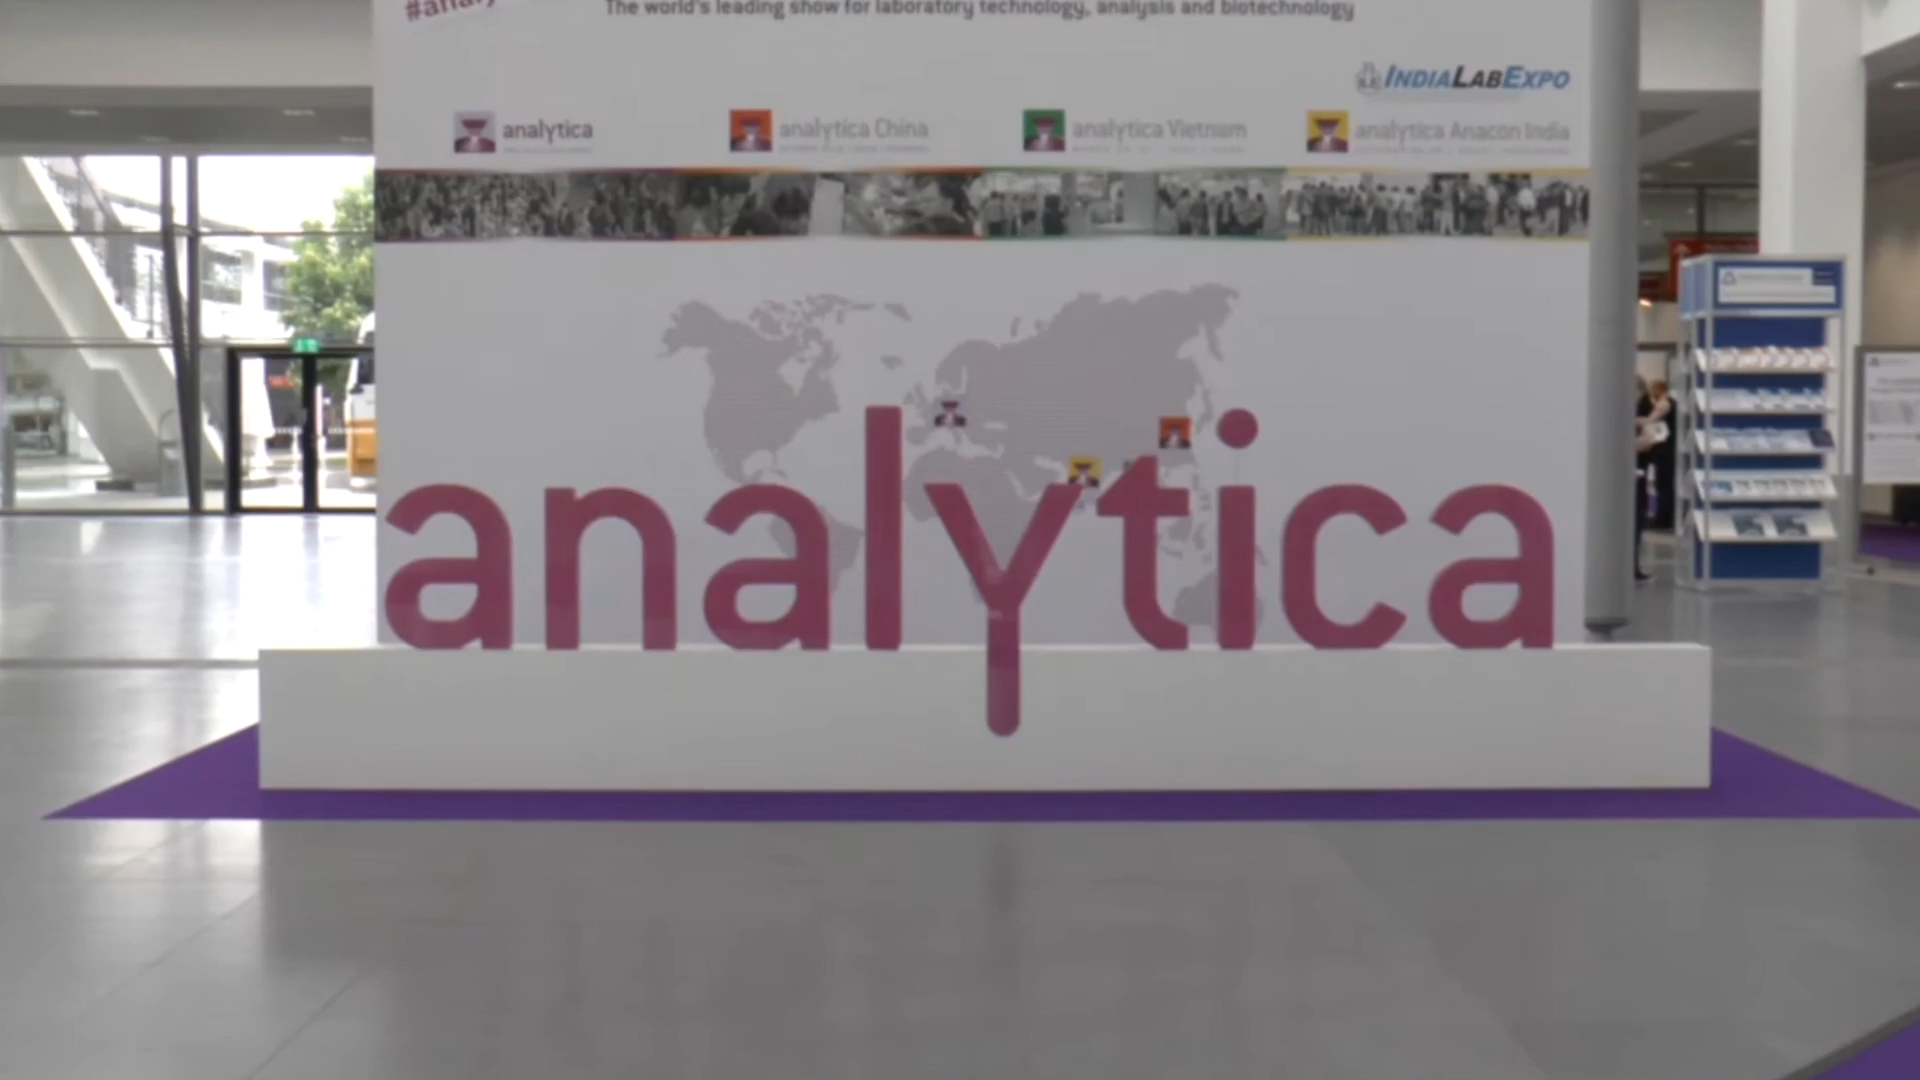 The world's leading show for laboratory technology, analysis and biotechnology
INDIALABEXPO
analytica
analytica China
analytica Vietnam
analytica Anacon India
analytica